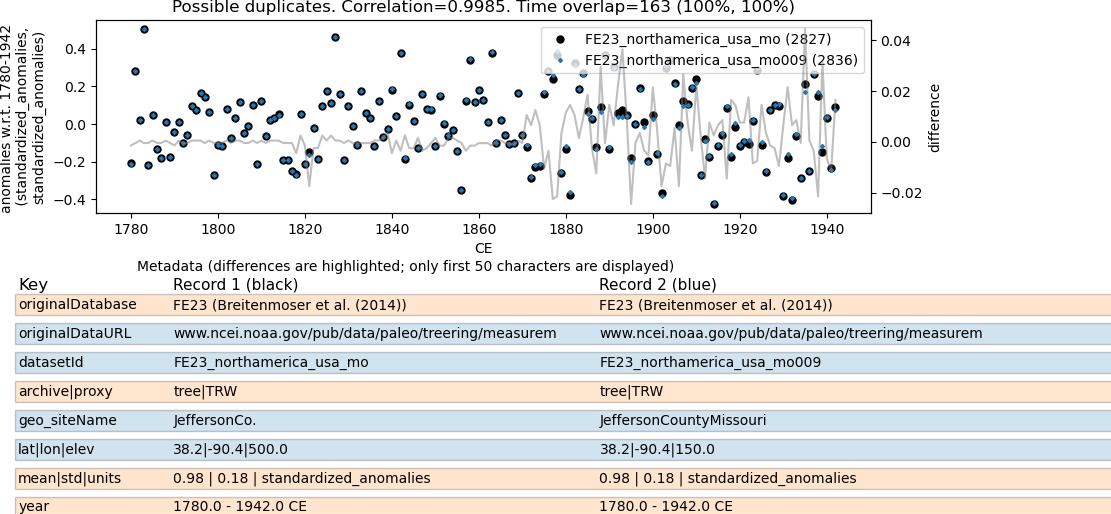 Possible duplicates. Correlation=0.9985. Time overlap=163 (100%, 100%)
anomalies w.r.t. 1780-1942
(standardized_anomalies,
standardized_anomalies)
0.4
0.2
0.0
−0.2
−0.4
FE23_northamerica_usa_mo (2827)
FE23_northamerica_usa_mo009 (2836)
0.04
0.02
0.00
−0.02
difference
1780 1800 1820 1840 1860 1880 1900 1920 1940
CE
Metadata (differences are highlighted; only first 50 characters are displayed)
Key Record 1 (black) Record 2 (blue)
originalDatabase FE23 (Breitenmoser et al. (2014)) FE23 (Breitenmoser et al. (2014))
originalDataURL www.ncei.noaa.gov/pub/data/paleo/treering/measurem www.ncei.noaa.gov/pub/data/paleo/treering/measurem
datasetId FE23_northamerica_usa_mo FE23_northamerica_usa_mo009
archive|proxy tree|TRW tree|TRW
geo_siteName JeffersonCo. JeffersonCountyMissouri
lat|lon|elev 38.2|-90.4|500.0 38.2|-90.4|150.0
mean|std|units 0.98 | 0.18 | standardized_anomalies 0.98 | 0.18 | standardized_anomalies
year 1780.0 - 1942.0 CE 1780.0 - 1942.0 CE